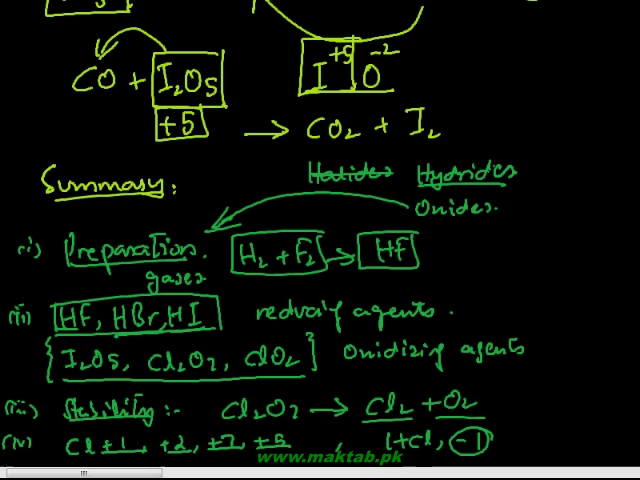 I⁺⁵ O⁻²
CO + I₂O₅
+5 → CO₂ + I₂
Summary:
Halides Hydrides
Oxides.
(i) Preparation. H₂ + F₂ → HF
gases
(ii) HF, HBr, HI reducing agents.
{ I₂O₅, Cl₂O₇, ClO₂ } Oxidizing agents
(iii) Stability :- Cl₂O₇ → Cl₂ + O₂
(iv) Cl +1, +2, +7, +5, HCl, -1
www.maktab.pk